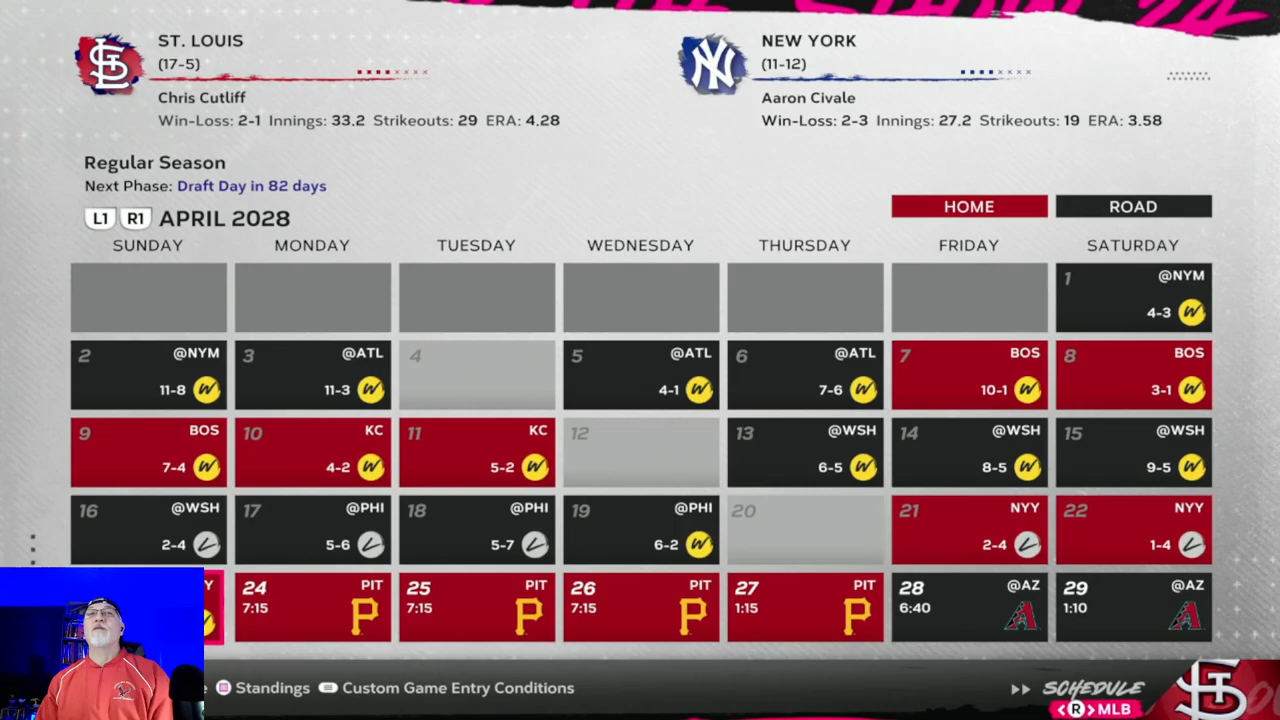 ST. LOUIS
(17-5)
Chris Cutliff
Win-Loss: 2-1 Innings: 33.2 Strikeouts: 29 ERA: 4.28
NEW YORK
(11-12)
Aaron Civale
Win-Loss: 2-3 Innings: 27.2 Strikeouts: 19 ERA: 3.58
Regular Season
Next Phase: Draft Day in 82 days
L1 R1 APRIL 2028
HOME ROAD
SUNDAY MONDAY TUESDAY WEDNESDAY THURSDAY FRIDAY SATURDAY
1 @NYM
4-3 W
2 @NYM 3 @ATL 4 5 @ATL 6 @ATL 7 BOS 8 BOS
11-8 W 11-3 W 4-1 W 7-6 W 10-1 W 3-1 W
9 BOS 10 KC 11 KC 12 13 @WSH 14 @WSH 15 @WSH
7-4 W 4-2 W 5-2 W 6-5 W 8-5 W 9-5 W
16 @WSH 17 @PHI 18 @PHI 19 @PHI 20 21 NYY 22 NYY
2-4 L 5-6 L 5-7 L 6-2 W 2-4 L 1-4 L
Y 24 PIT 25 PIT 26 PIT 27 PIT 28 @AZ 29 @AZ
7:15 P 7:15 P 7:15 P 1:15 P 6:40 A 1:10 A
Standings Custom Game Entry Conditions
SCHEDULE
R MLB